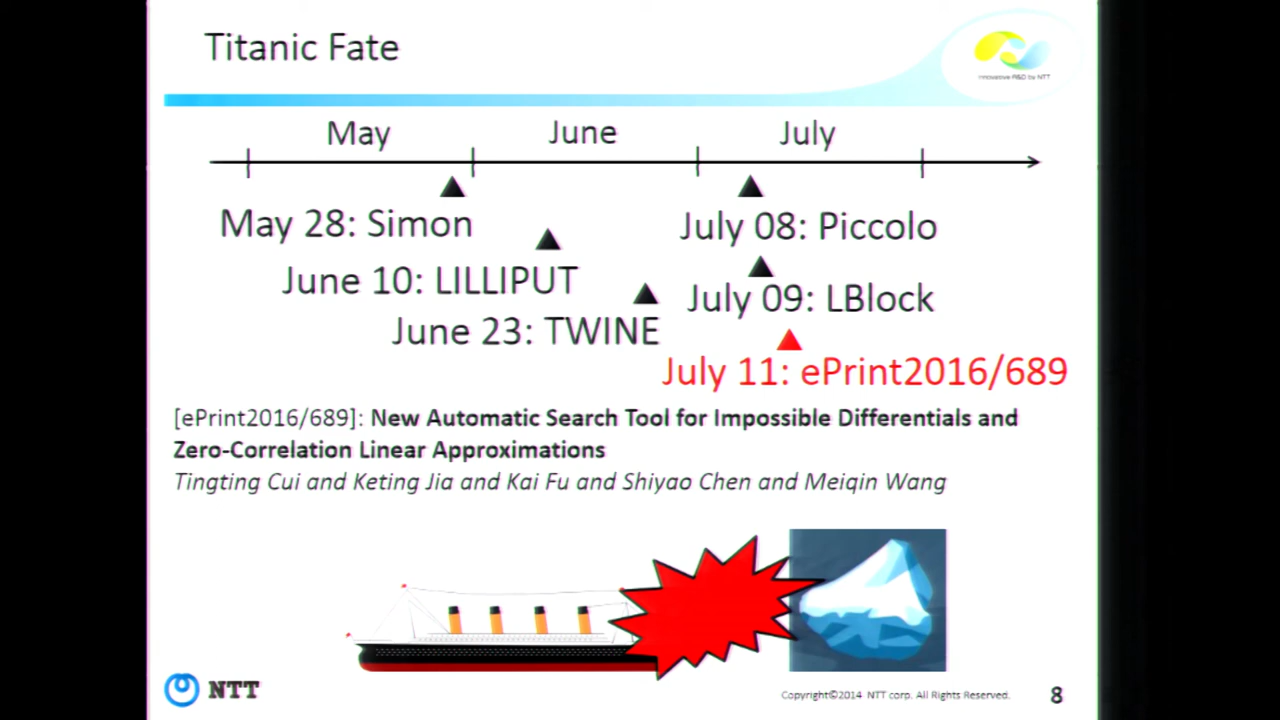 Titanic Fate
Innovative R&D by NTT
May June July
May 28: Simon
July 08: Piccolo
June 10: LILLIPUT
July 09: LBlock
June 23: TWINE
July 11: ePrint2016/689
[ePrint2016/689]: New Automatic Search Tool for Impossible Differentials and
Zero-Correlation Linear Approximations
Tingting Cui and Keting Jia and Kai Fu and Shiyao Chen and Meiqin Wang
NTT
Copyright©2014 NTT corp. All Rights Reserved.
8